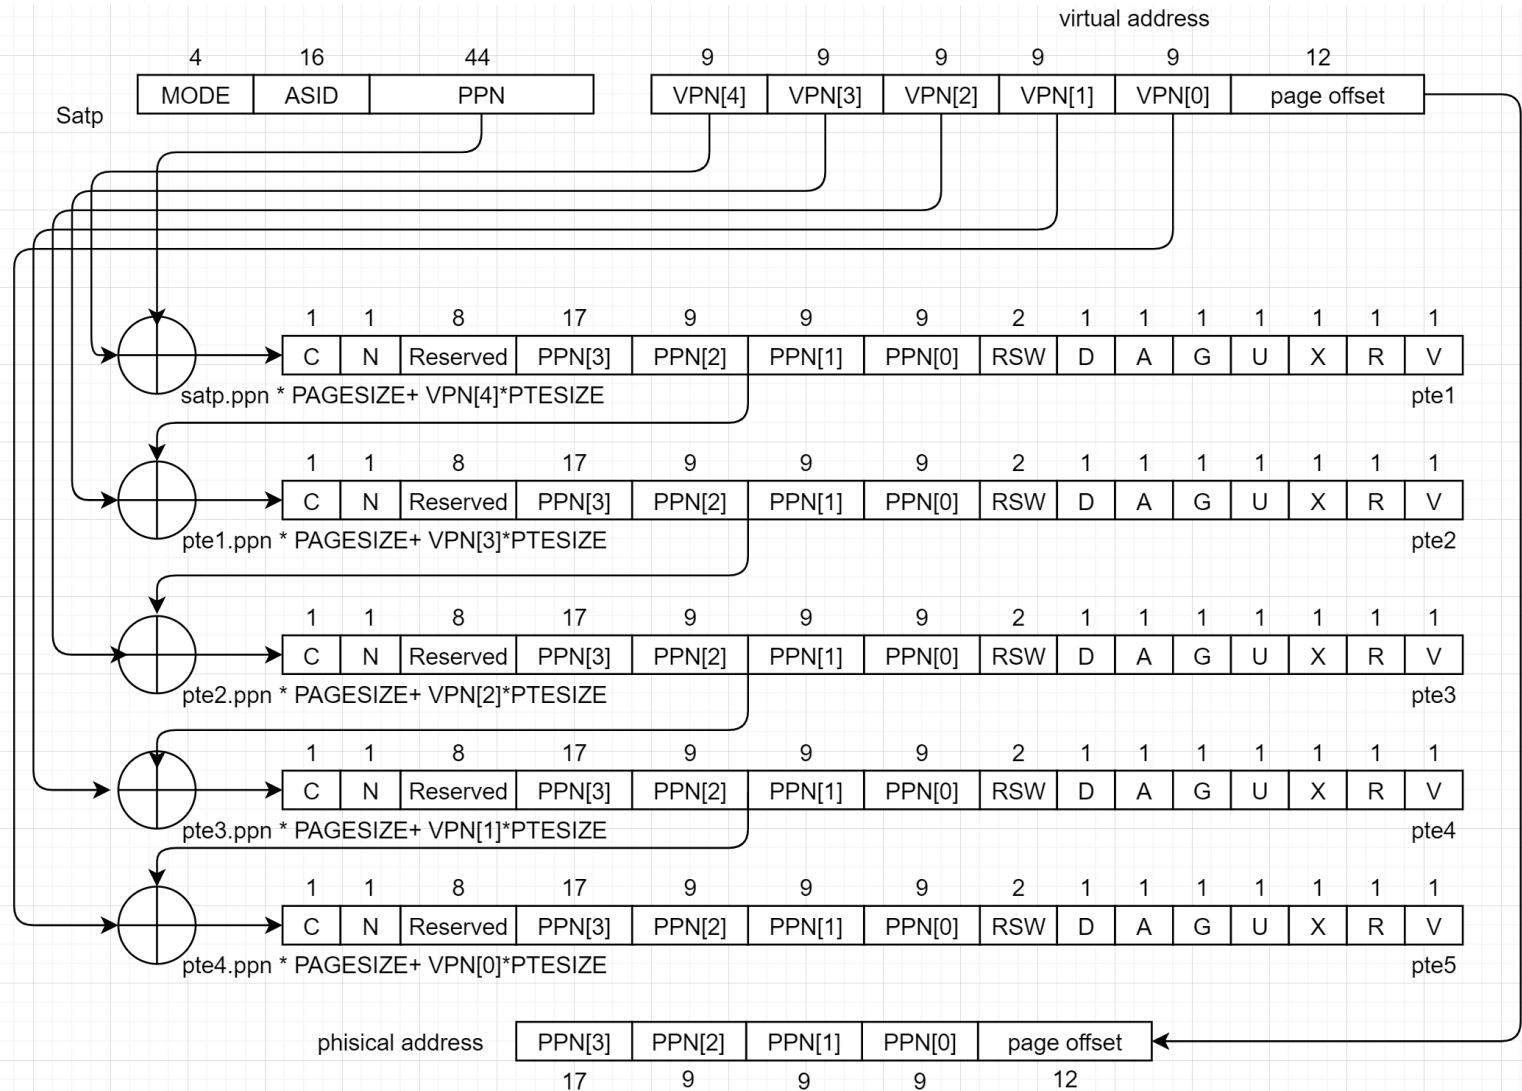 virtual address
4 16 44 9 9 9 9 9 12
MODE ASID PPN VPN[4] VPN[3] VPN[2] VPN[1] VPN[0] page offset
Satp
1 1 8 17 9 9 9 2 1 1 1 1 1 1 1
C N Reserved PPN[3] PPN[2] PPN[1] PPN[0] RSW D A G U X R V
satp.ppn * PAGESIZE+ VPN[4]*PTESIZE pte1
1 1 8 17 9 9 9 2 1 1 1 1 1 1 1
C N Reserved PPN[3] PPN[2] PPN[1] PPN[0] RSW D A G U X R V
pte1.ppn * PAGESIZE+ VPN[3]*PTESIZE pte2
1 1 8 17 9 9 9 2 1 1 1 1 1 1 1
C N Reserved PPN[3] PPN[2] PPN[1] PPN[0] RSW D A G U X R V
pte2.ppn * PAGESIZE+ VPN[2]*PTESIZE pte3
1 1 8 17 9 9 9 2 1 1 1 1 1 1 1
C N Reserved PPN[3] PPN[2] PPN[1] PPN[0] RSW D A G U X R V
pte3.ppn * PAGESIZE+ VPN[1]*PTESIZE pte4
1 1 8 17 9 9 9 2 1 1 1 1 1 1 1
C N Reserved PPN[3] PPN[2] PPN[1] PPN[0] RSW D A G U X R V
pte4.ppn * PAGESIZE+ VPN[0]*PTESIZE pte5
phisical address PPN[3] PPN[2] PPN[1] PPN[0] page offset
17 9 9 9 12